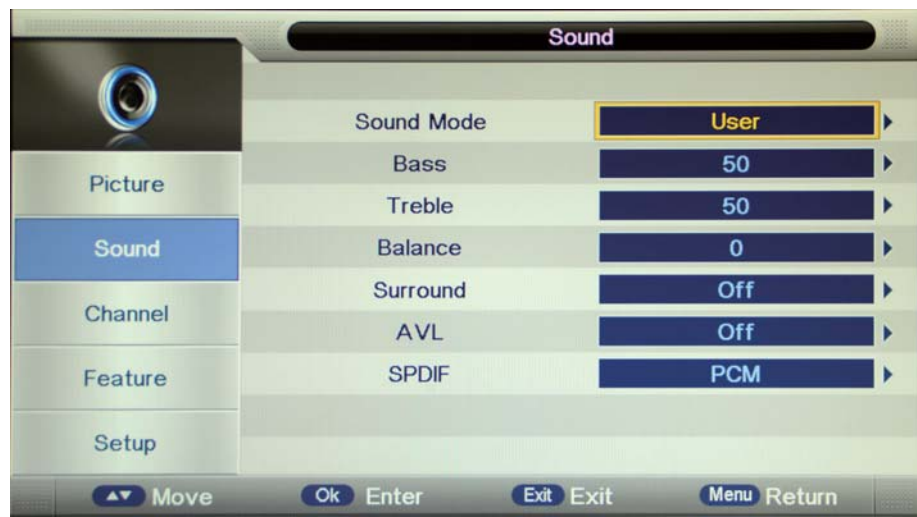 Sound
Sound Mode User
Bass 50
Picture
Treble 50
Sound
Balance 0
Surround Off
Channel
AVL Off
Feature
SPDIF PCM
Setup
Move Ok Enter Exit Exit Menu Return